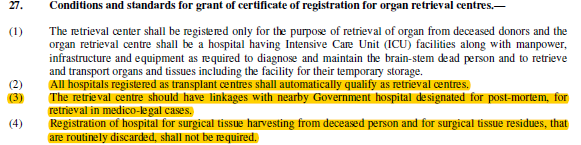 27. Conditions and standards for grant of certificate of registration for organ retrieval centres.—
(1) The retrieval center shall be registered only for the purpose of retrieval of organ from deceased donors and the
organ retrieval centre shall be a hospital having Intensive Care Unit (ICU) facilities along with manpower,
infrastructure and equipment as required to diagnose and maintain the brain-stem dead person and to retrieve
and transport organs and tissues including the facility for their temporary storage.
(2) All hospitals registered as transplant centres shall automatically qualify as retrieval centres.
(3) The retrieval centre should have linkages with nearby Government hospital designated for post-mortem, for
retrieval in medico-legal cases.
(4) Registration of hospital for surgical tissue harvesting from deceased person and for surgical tissue residues, that
are routinely discarded, shall not be required.